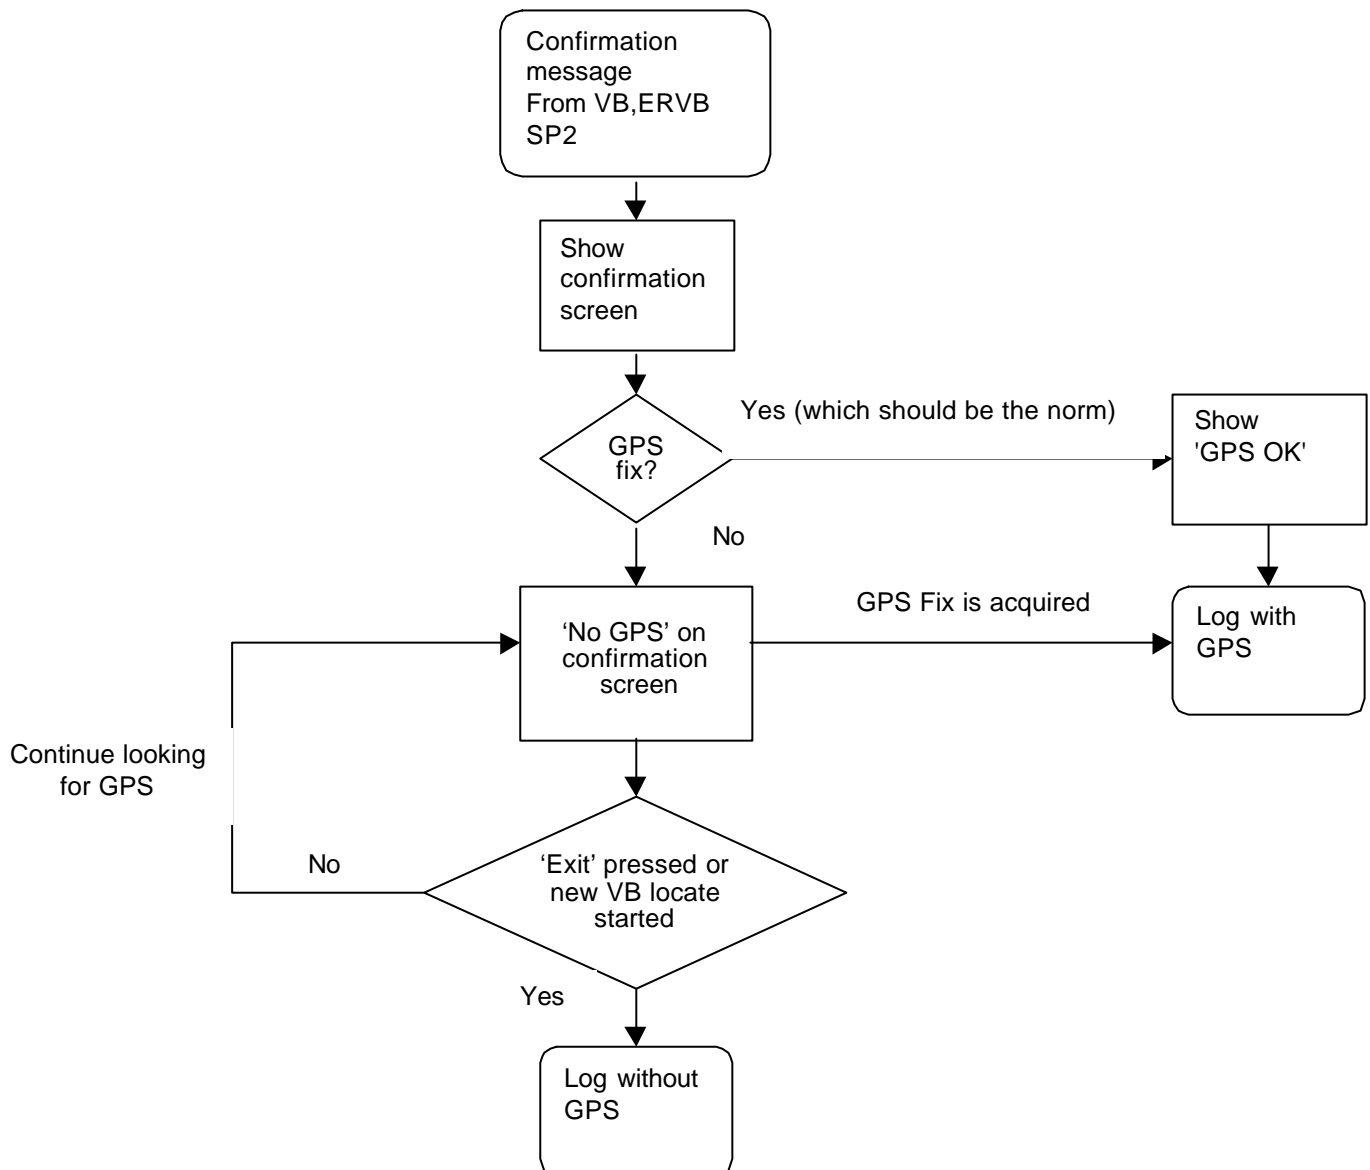 Confirmation
message
From VB,ERVB
SP2
Show
confirmation
screen
GPS
fix?
Yes (which should be the norm)
Show
'GPS OK'
No
‘No GPS’ on
confirmation
screen
GPS Fix is acquired
Log with
GPS
Continue looking
for GPS
No
‘Exit’ pressed or
new VB locate
started
Yes
Log without
GPS